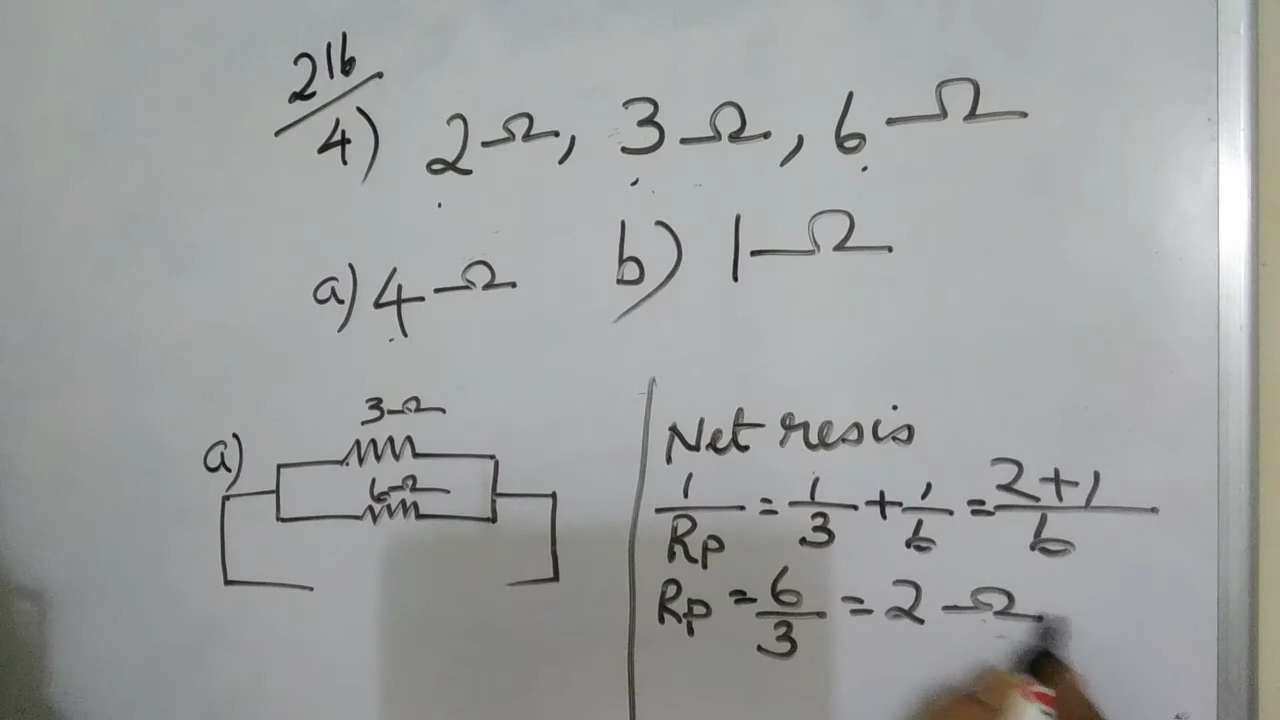 216/4) 2Ω, 3Ω, 6Ω
a) 4Ω b) 1Ω
a)
3Ω
6Ω
Net resis
1/Rp = 1/3 + 1/6 = 2+1/6
Rp = 6/3 = 2Ω